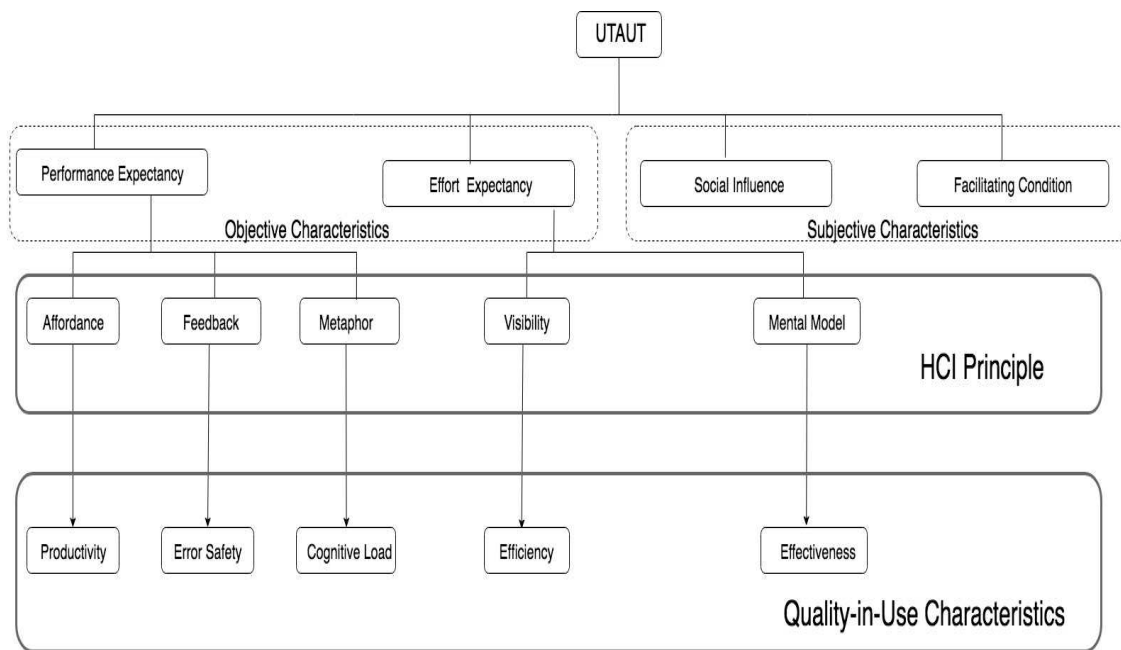 UTAUT
Performance Expectancy
Effort Expectancy
Social Influence
Facilitating Condition
Objective Characteristics
Subjective Characteristics
Affordance
Feedback
Metaphor
Visibility
Mental Model
HCI Principle
Productivity
Error Safety
Cognitive Load
Efficiency
Effectiveness
Quality-in-Use Characteristics